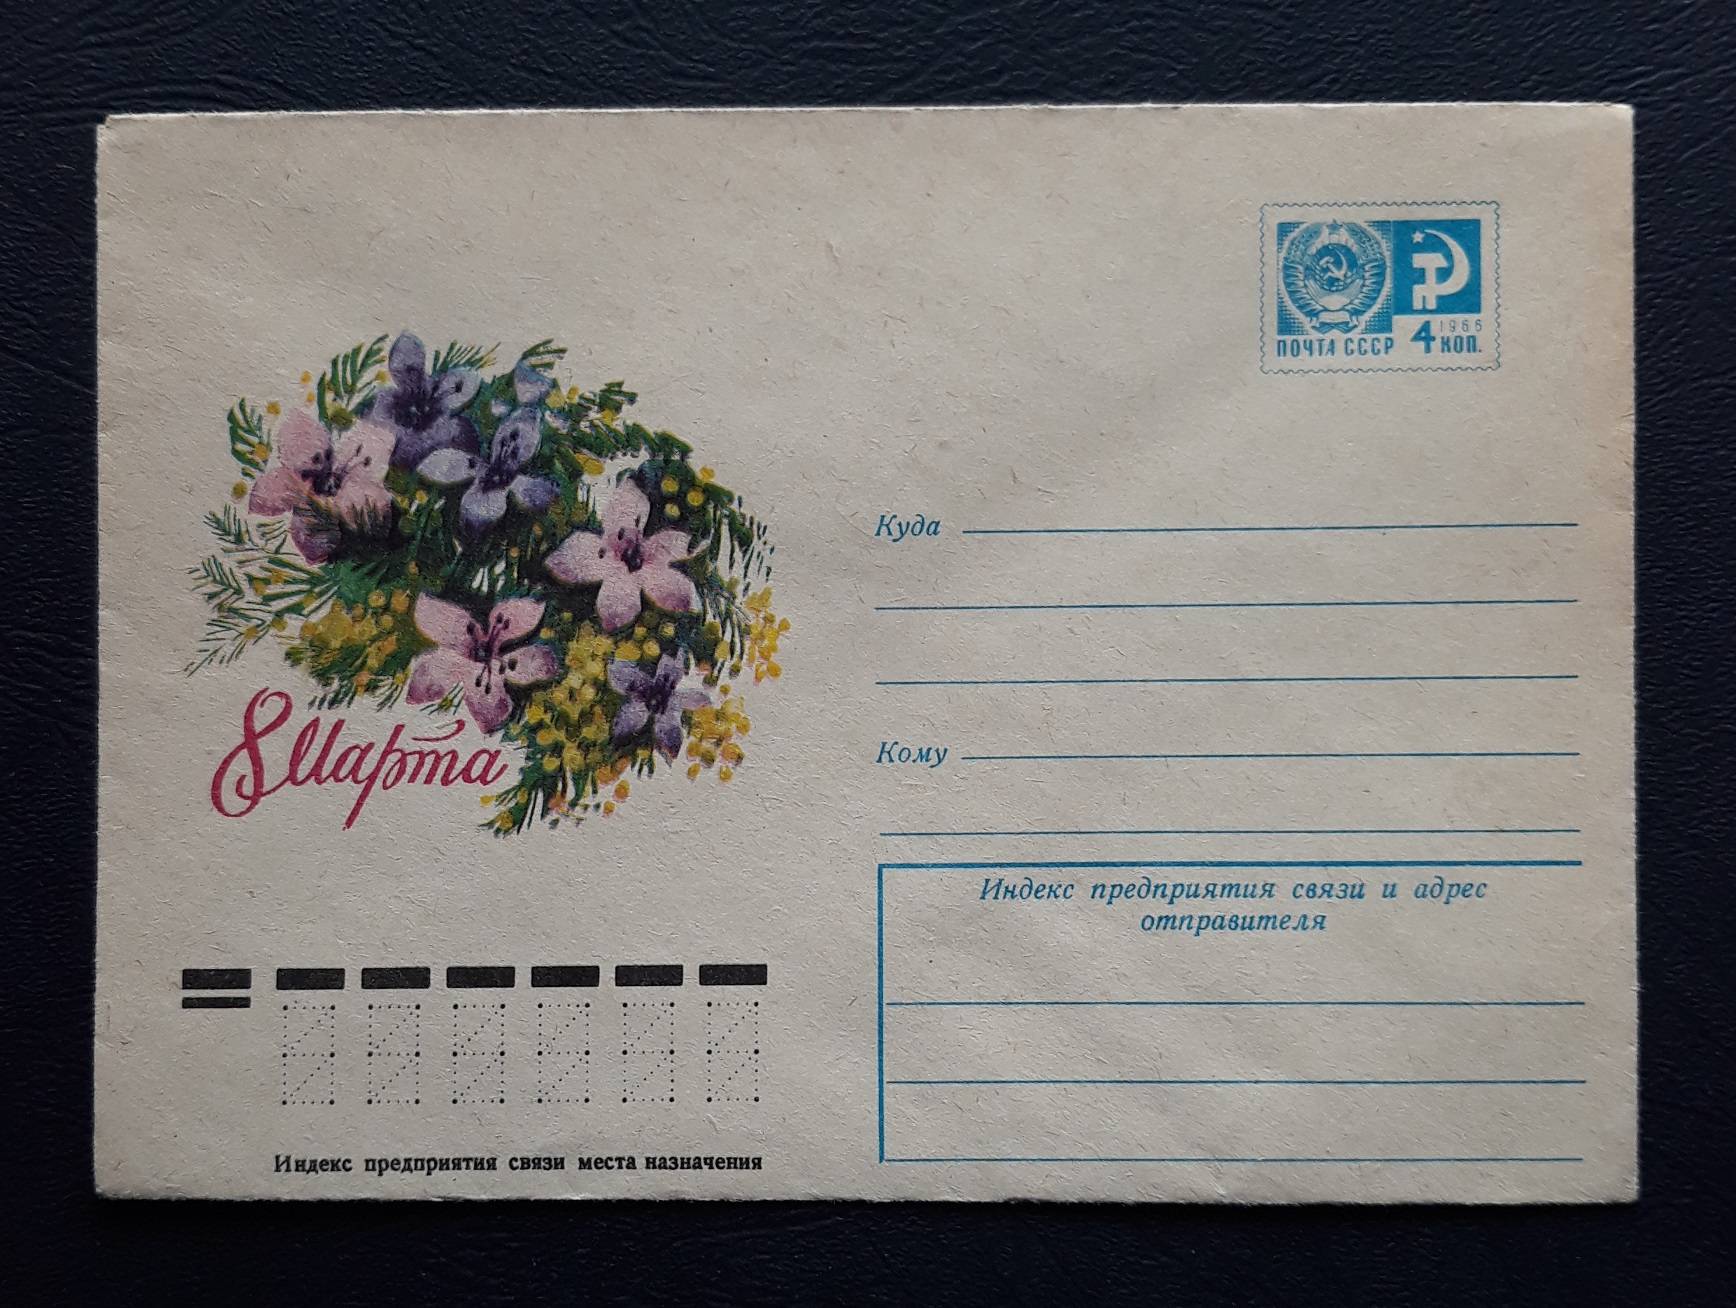 1966
ПОЧТА СССР 4 КОП.
8 Марта
Куда
Кому
Индекс предприятия связи и адрес
отправителя
Индекс предприятия связи места назначения